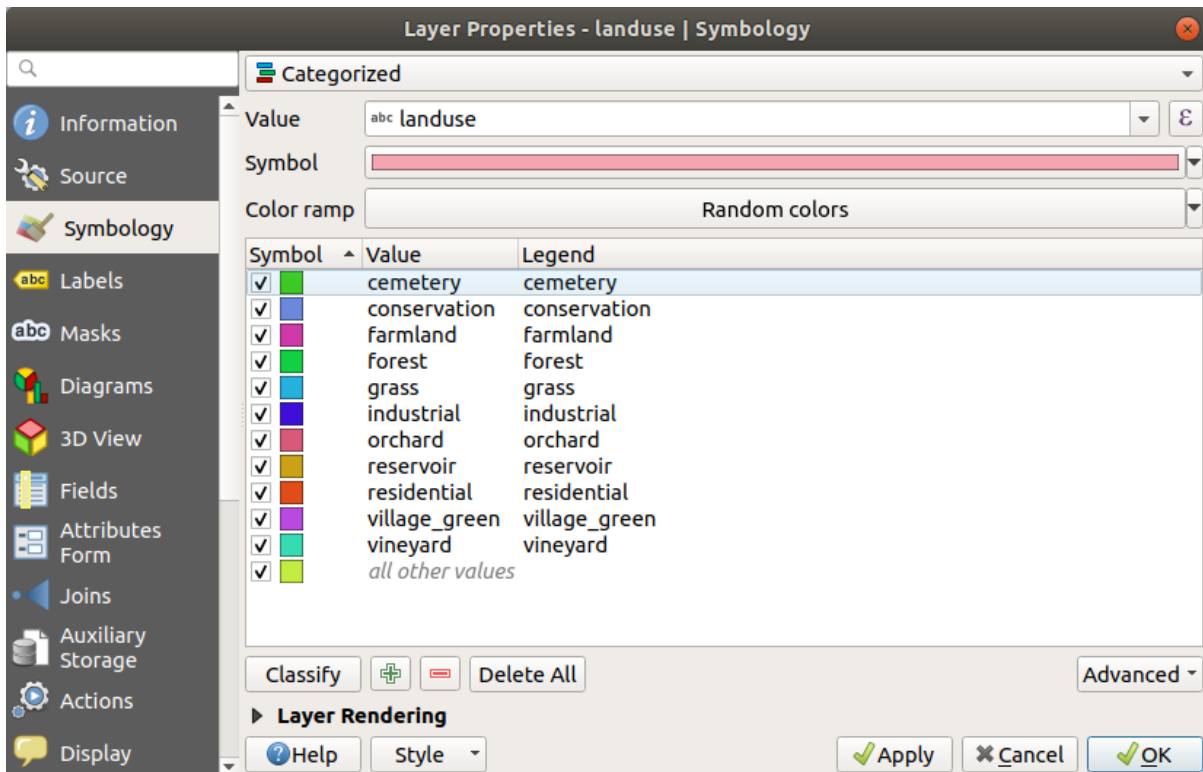 Layer Properties - landuse | Symbology
Categorized
Information
Source
Symbology
abc Labels
abc Masks
Diagrams
3D View
Fields
Attributes
Form
Joins
Auxiliary
Storage
Actions
Display
Value abc landuse ε
Symbol
Color ramp Random colors
Symbol Value Legend
cemetery cemetery
conservation conservation
farmland farmland
forest forest
grass grass
industrial industrial
orchard orchard
reservoir reservoir
residential residential
village_green village_green
vineyard vineyard
all other values
Classify Delete All Advanced
Layer Rendering
Help Style Apply Cancel OK